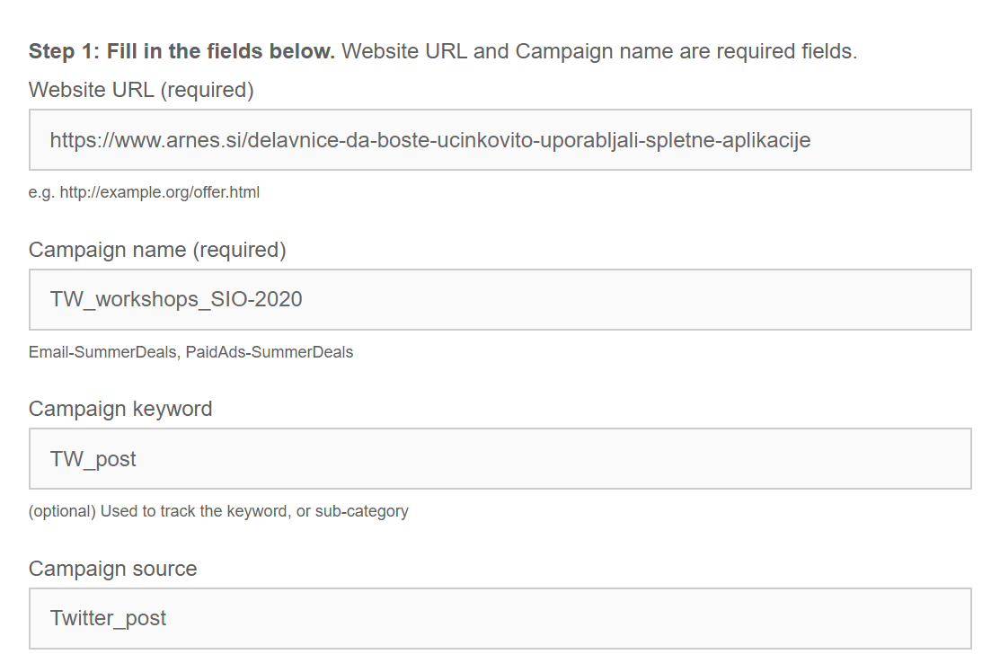 Step 1: Fill in the fields below. Website URL and Campaign name are required fields.
Website URL (required)
https://www.arnes.si/delavnice-da-boste-ucinkovito-uporabljali-spletne-aplikacije
e.g. http://example.org/offer.html
Campaign name (required)
TW_workshops_SIO-2020
Email-SummerDeals, PaidAds-SummerDeals
Campaign keyword
TW_post
(optional) Used to track the keyword, or sub-category
Campaign source
Twitter_post